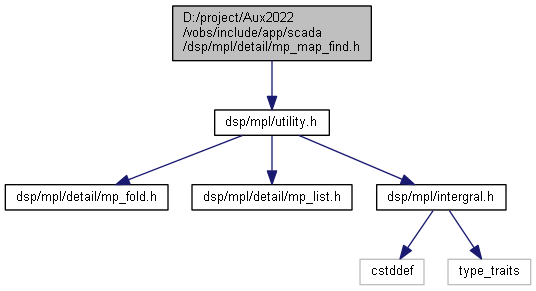 D:/project/Aux2022
/vobs/include/app/scada
/dsp/mpl/detail/mp_map_find.h
dsp/mpl/utility.h
dsp/mpl/detail/mp_fold.h
dsp/mpl/detail/mp_list.h
dsp/mpl/intergral.h
cstddef
type_traits